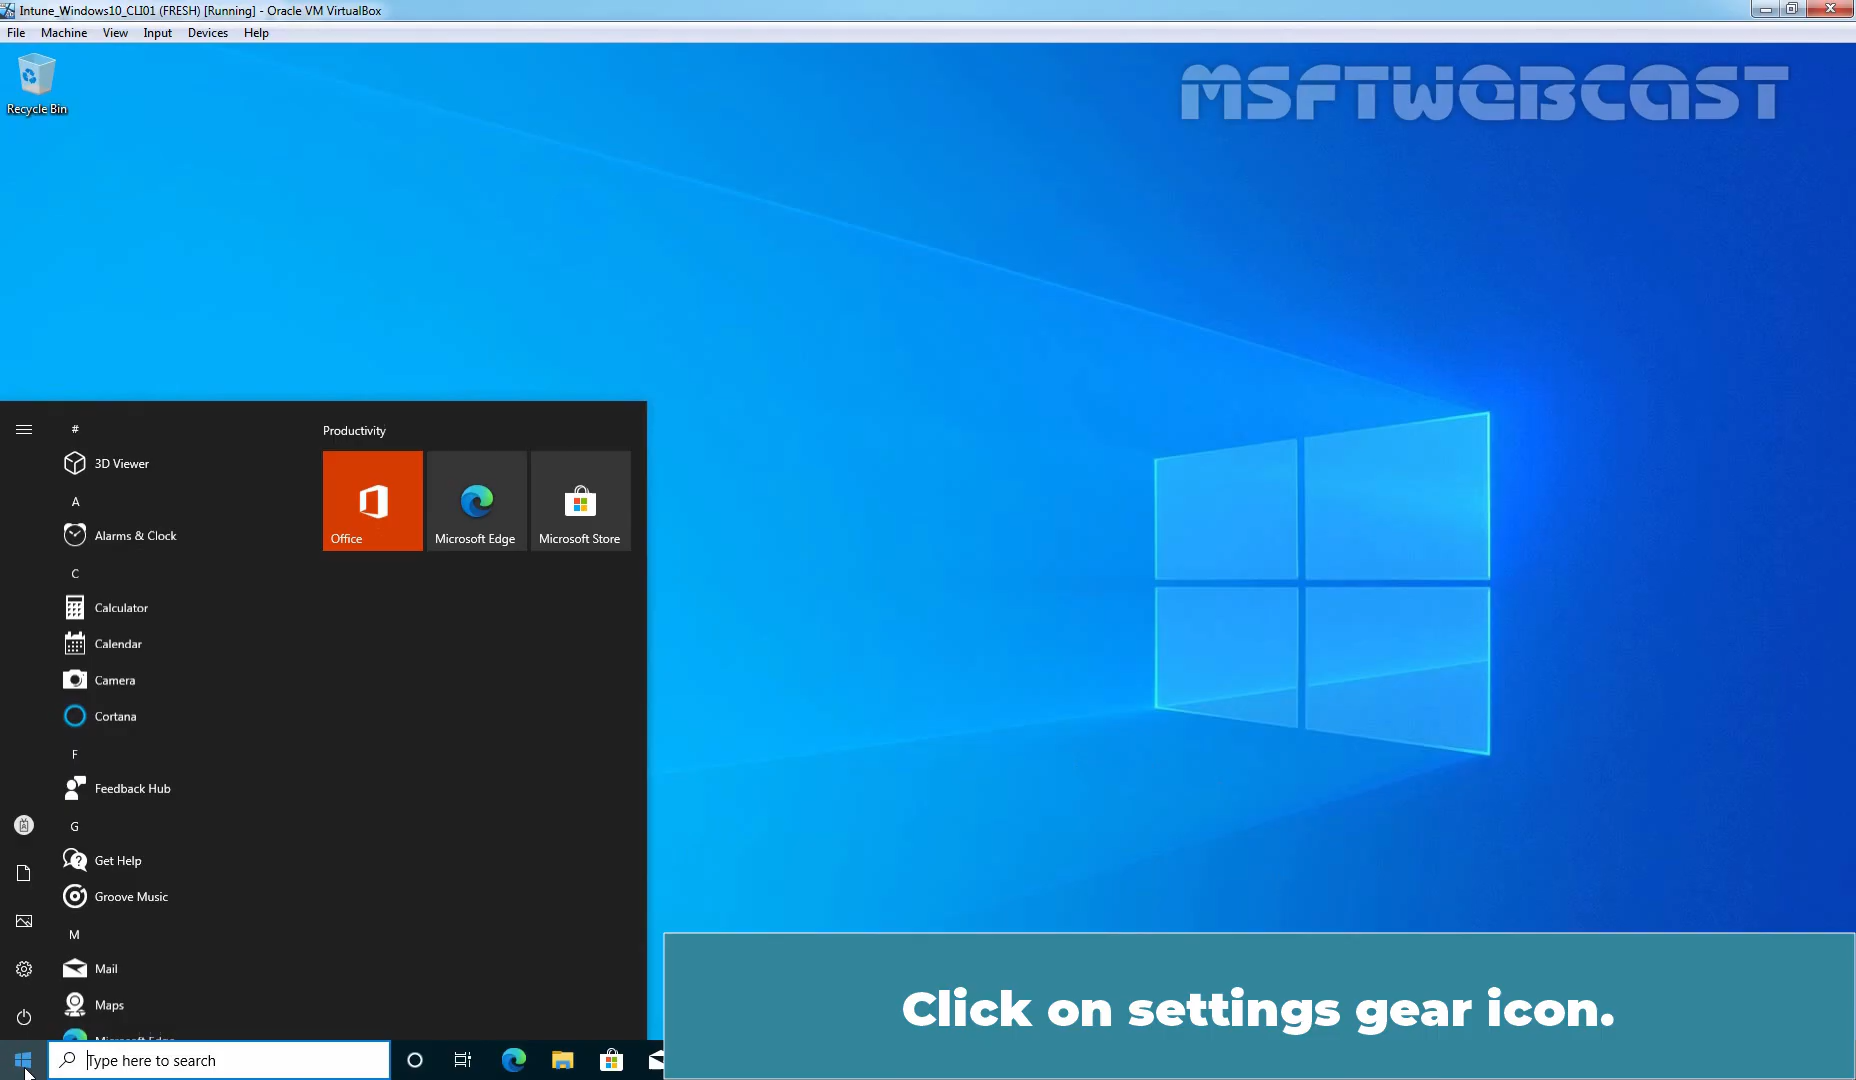 Intune_Windows10_CLI01 (FRESH) [Running] - Oracle VM VirtualBox
File Machine View Input Devices Help
Recycle Bin
MSFTWEBCAST
#
3D Viewer
A
Alarms & Clock
C
Calculator
Calendar
Camera
Cortana
F
Feedback Hub
G
Get Help
Groove Music
M
Mail
Maps
Microsoft Edge
Productivity
Office
Microsoft Edge
Microsoft Store
Type here to search
Click on settings gear icon.